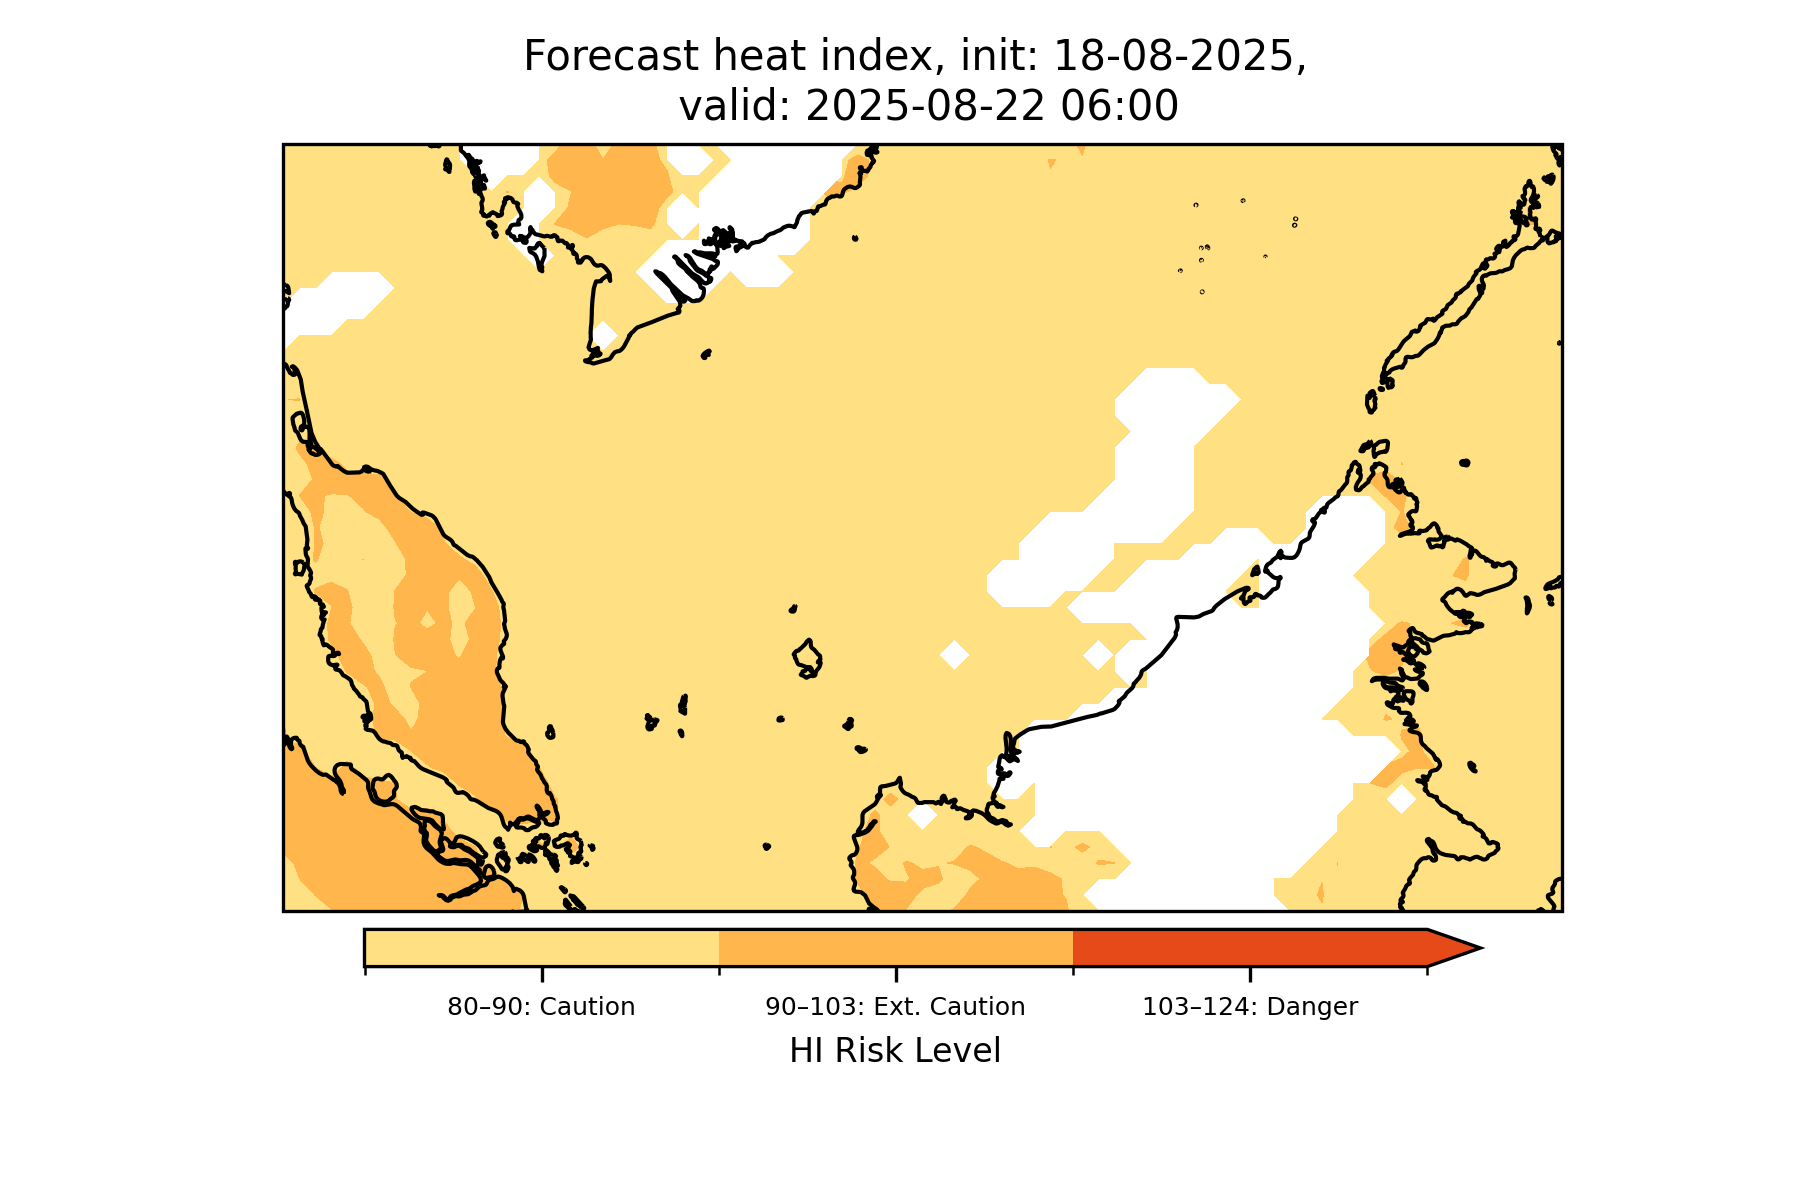 Forecast heat index, init: 18-08-2025,
valid: 2025-08-22 06:00
80–90: Caution
90–103: Ext. Caution
103–124: Danger
HI Risk Level